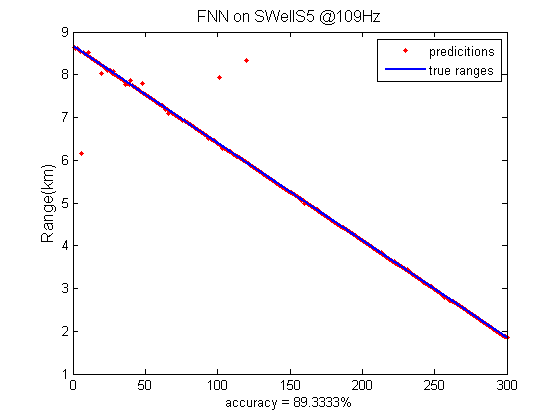 FNN on SWellS5 @109Hz
predicitions
true ranges
Range(km)
9
8
7
6
5
4
3
2
1
0 50 100 150 200 250 300
accuracy = 89.3333%